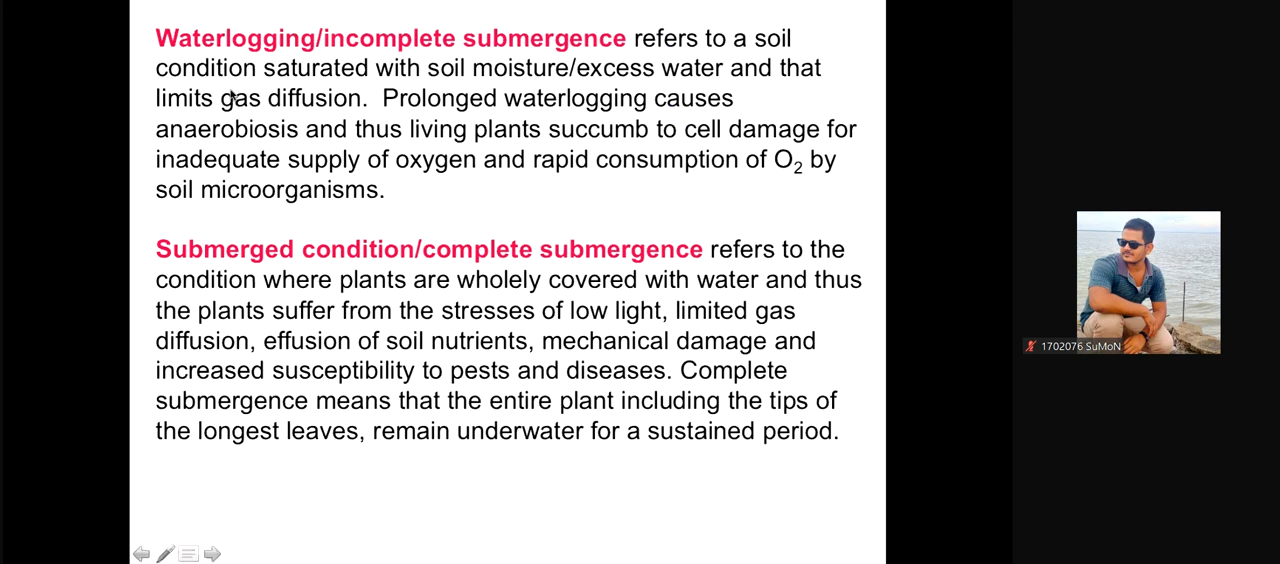 Waterlogging/incomplete submergence refers to a soil
condition saturated with soil moisture/excess water and that
limits gas diffusion.  Prolonged waterlogging causes
anaerobiosis and thus living plants succumb to cell damage for
inadequate supply of oxygen and rapid consumption of O₂ by
soil microorganisms.
Submerged condition/complete submergence refers to the
condition where plants are wholely covered with water and thus
the plants suffer from the stresses of low light, limited gas
diffusion, effusion of soil nutrients, mechanical damage and
increased susceptibility to pests and diseases. Complete
submergence means that the entire plant including the tips of
the longest leaves, remain underwater for a sustained period.
1702076 SuMoN